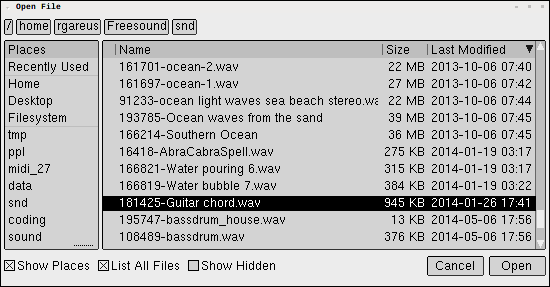 Open File
/ home rgareus Freesound snd
Places Name Size Last Modified
Recently Used 161701-ocean-2.wav 22 MB 2013-10-06 07:40
Home 161697-ocean-1.wav 27 MB 2013-10-06 07:42
Desktop 91233-ocean light waves sea beach stereo.wa 22 MB 2013-10-06 07:44
Filesystem 193785-Ocean waves from the sand 39 MB 2013-10-06 07:45
tmp 166214-Southern Ocean 36 MB 2013-10-06 07:45
ppl 16418-AbraCabraSpell.wav 275 KB 2014-01-19 03:17
midi_27 166821-Water pouring 6.wav 315 KB 2014-01-19 03:17
data 166819-Water bubble 7.wav 384 KB 2014-01-19 03:22
snd 181425-Guitar chord.wav 945 KB 2014-01-26 17:41
coding 195747-bassdrum_house.wav 13 KB 2014-05-06 17:56
sound 108489-bassdrum.wav 376 KB 2014-05-06 17:56
Show Places List All Files Show Hidden Cancel Open